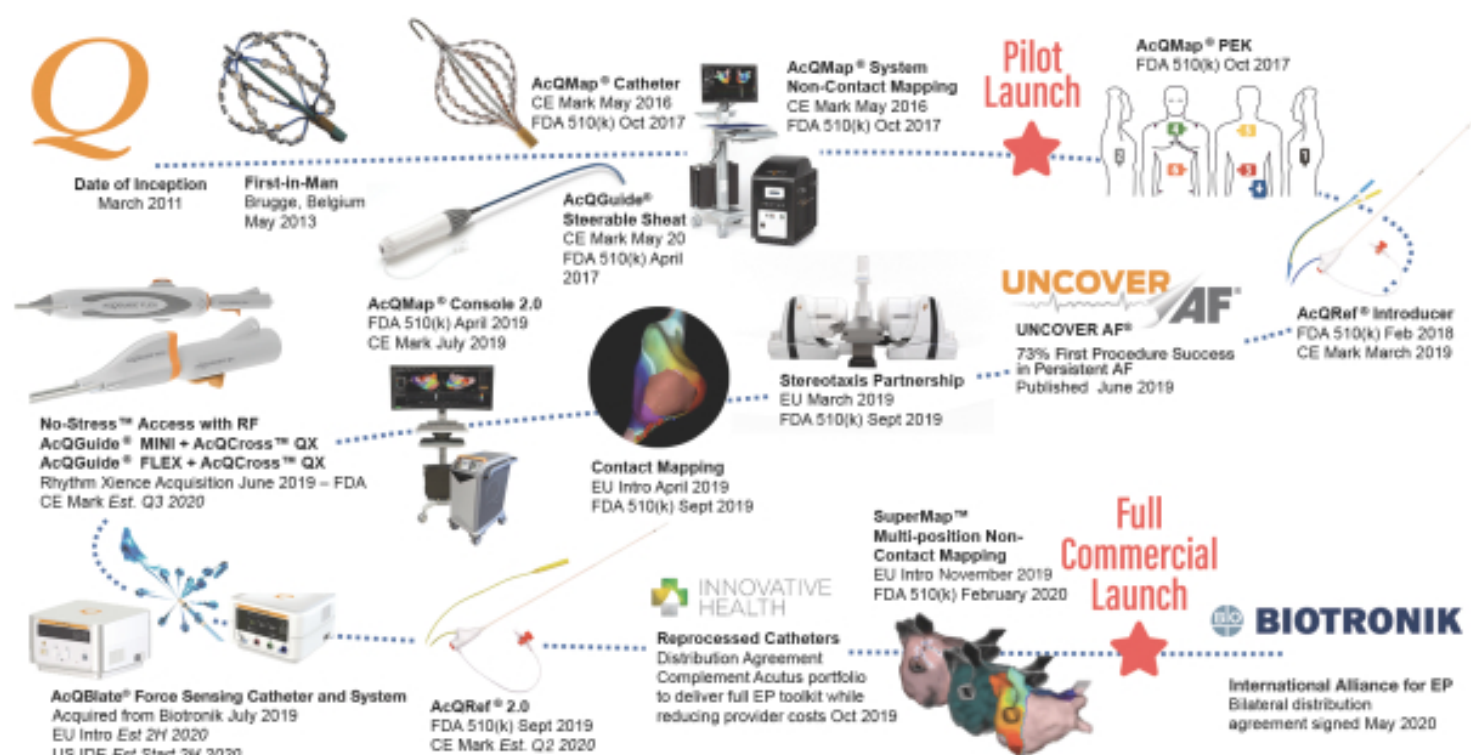 Q
Date of Inception
March 2011
First-in-Man
Brugge, Belgium
May 2013
AcQMap® Catheter
CE Mark May 2016
FDA 510(k) Oct 2017
AcQGuide®
Steerable Sheat
CE Mark May 20
FDA 510(k) April
2017
AcQMap® System
Non-Contact Mapping
CE Mark May 2016
FDA 510(k) Oct 2017
Pilot
Launch
AcQMap® PEK
FDA 510(k) Oct 2017
AcQRef® Introducer
FDA 510(k) Feb 2018
CE Mark March 2019
UNCOVER
AF®
UNCOVER AF®
73% First Procedure Success
in Persistent AF
Published June 2019
Stereotaxis Partnership
EU March 2019
FDA 510(k) Sept 2019
Contact Mapping
EU Intro April 2019
FDA 510(k) Sept 2019
AcQMap® Console 2.0
FDA 510(k) April 2019
CE Mark July 2019
No-Stress™ Access with RF
AcQGuide® MINI + AcQCross™ QX
AcQGuide® FLEX + AcQCross™ QX
Rhythm Xience Acquisition June 2019 – FDA
CE Mark Est. Q3 2020
AcQBlate® Force Sensing Catheter and System
Acquired from Biotronik July 2019
EU Intro Est 2H 2020
US IDE Est Start 2H 2020
AcQRef® 2.0
FDA 510(k) Sept 2019
CE Mark Est. Q2 2020
INNOVATIVE
HEALTH
Reprocessed Catheters
Distribution Agreement
Complement Acutus portfolio
to deliver full EP toolkit while
reducing provider costs Oct 2019
SuperMap™
Multi-position Non-
Contact Mapping
EU Intro November 2019
FDA 510(k) February 2020
Full
Commercial
Launch
BIO BIOTRONIK
International Alliance for EP
Bilateral distribution
agreement signed May 2020